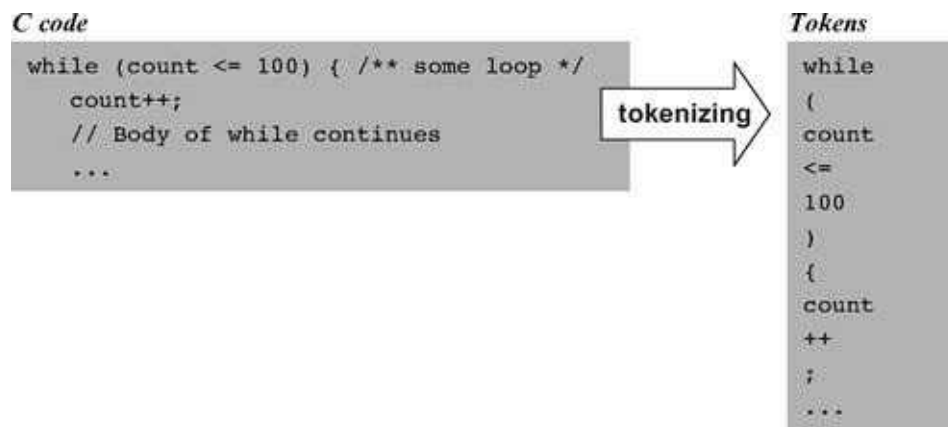 C code
while (count <= 100) { /** some loop */
count++;
// Body of while continues
...
tokenizing
Tokens
while
(
count
<=
100
)
{
count
++
;
...